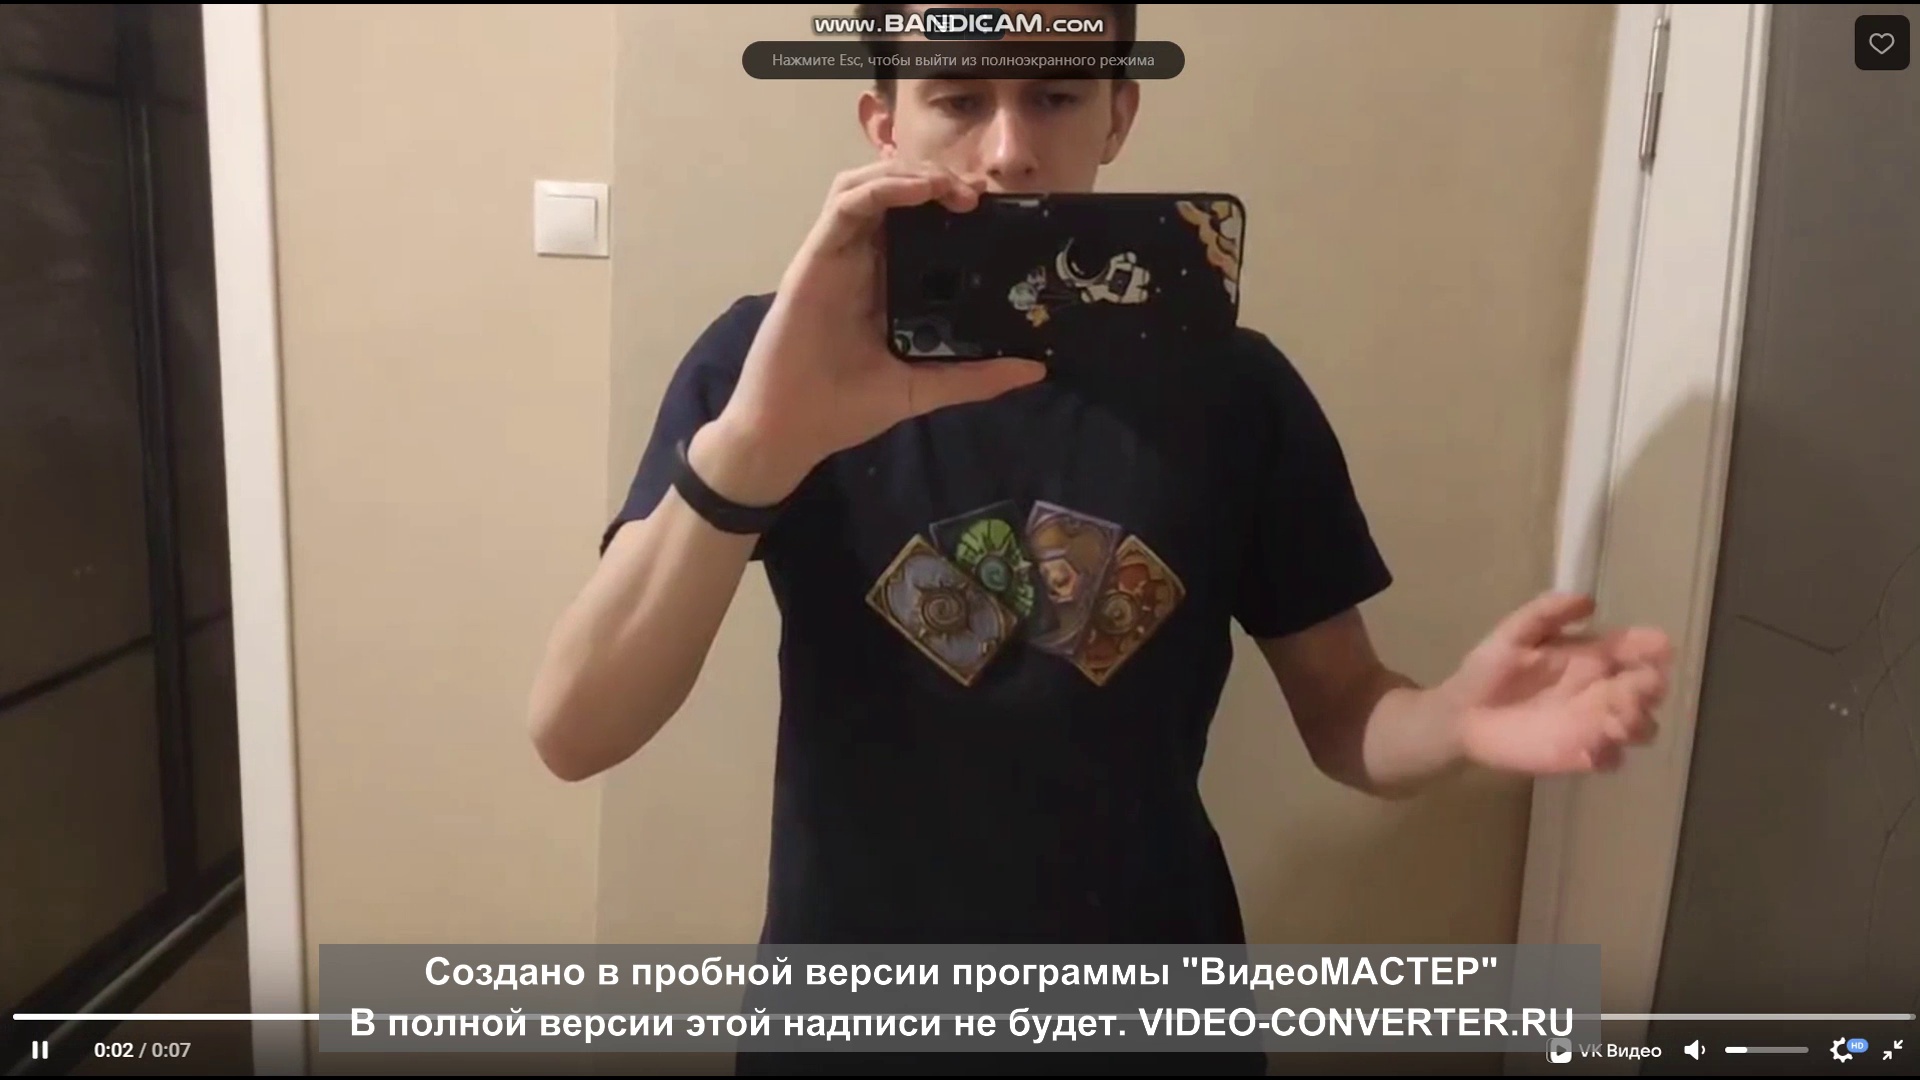 www.BANDICAM.com
Нажмите Esc, чтобы выйти из полноэкранного режима
Создано в пробной версии программы "ВидеоМАСТЕР"
В полной версии этой надписи не будет. VIDEO-CONVERTER.RU
0:02 / 0:07
VK Видео
HD